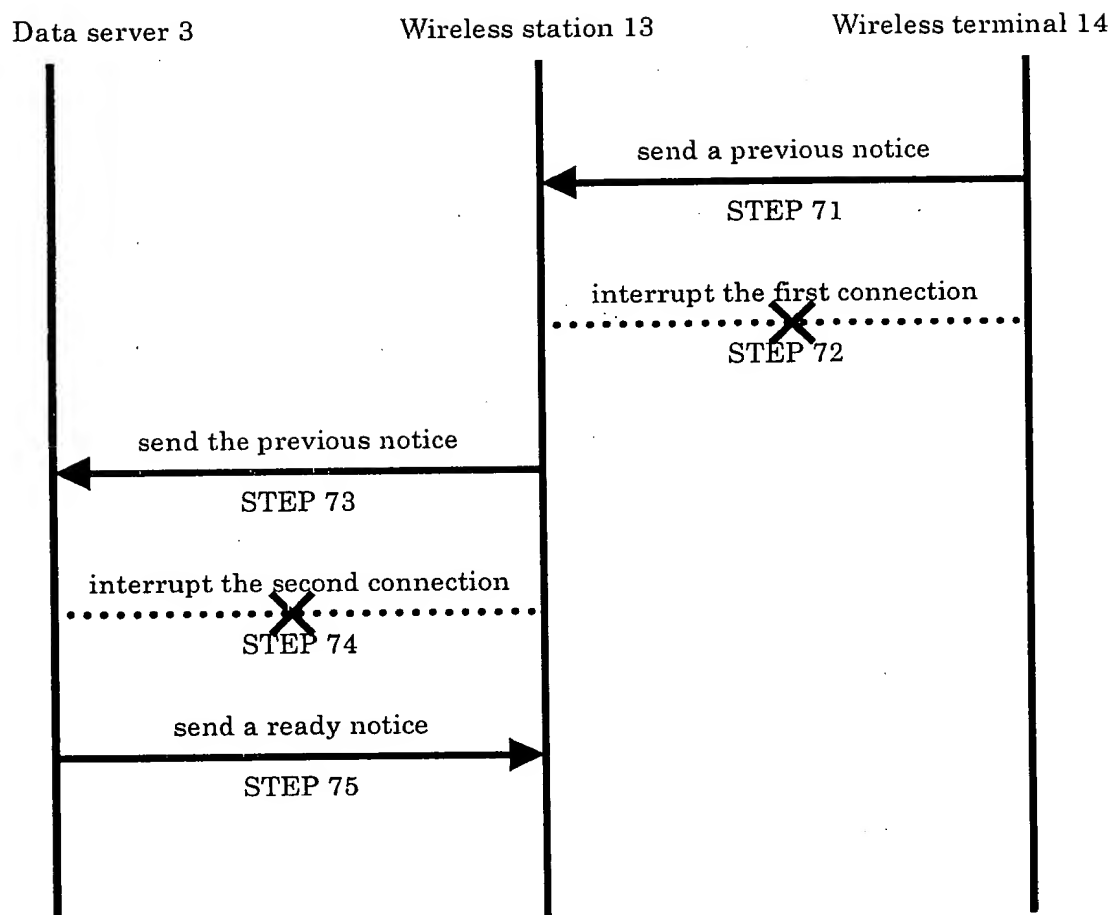 Data server 3
Wireless station 13
Wireless terminal 14
send a previous notice
STEP 71
interrupt the first connection
STEP 72
send the previous notice
STEP 73
interrupt the second connection
STEP 74
send a ready notice
STEP 75